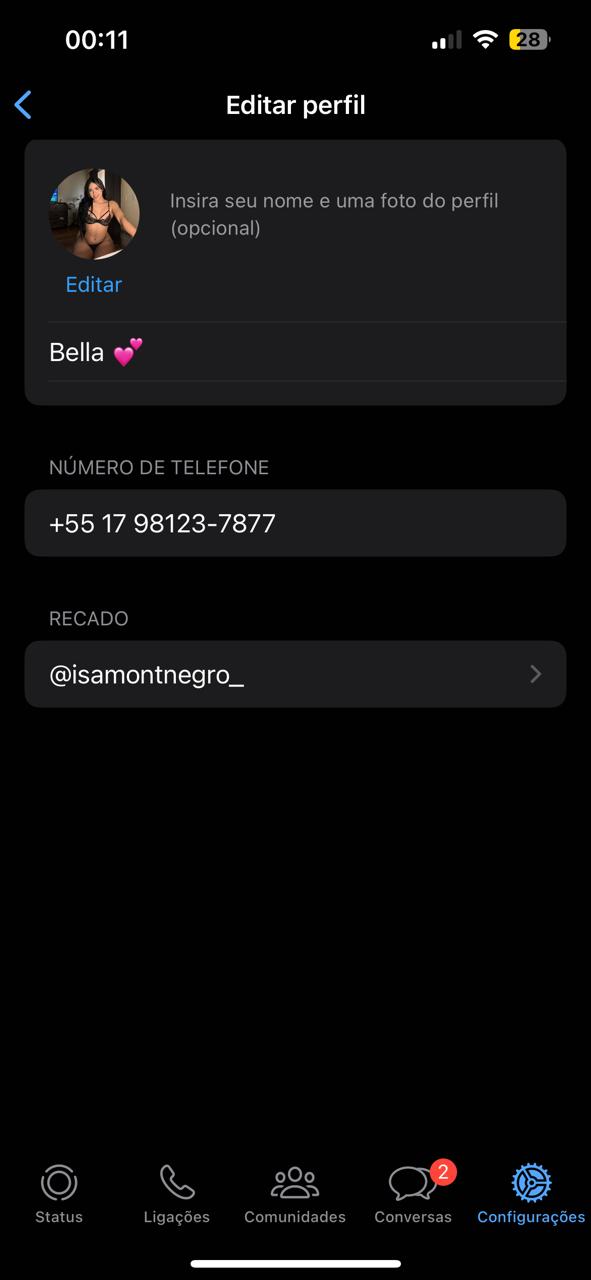 00:11
28
Editar perfil
Insira seu nome e uma foto do perfil
(opcional)
Editar
Bella 💕
NÚMERO DE TELEFONE
+55 17 98123-7877
RECADO
@isamontnegro_
2
Status
Ligações
Comunidades
Conversas
Configurações